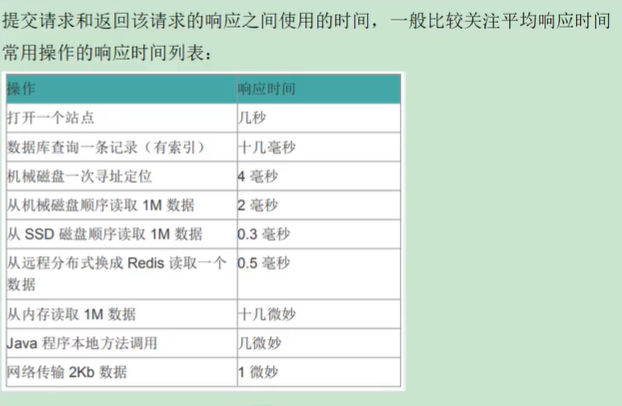 提交请求和返回该请求的响应之间使用的时间，一般比较关注平均响应时间
常用操作的响应时间列表：
操作 响应时间
打开一个站点 几秒
数据库查询一条记录（有索引） 十几毫秒
机械磁盘一次寻址定位 4 毫秒
从机械磁盘顺序读取 1M 数据 2 毫秒
从 SSD 磁盘顺序读取 1M 数据 0.3 毫秒
从远程分布式换成 Redis 读取一个 0.5 毫秒
数据
从内存读取 1M 数据 十几微妙
Java 程序本地方法调用 几微妙
网络传输 2Kb 数据 1 微妙